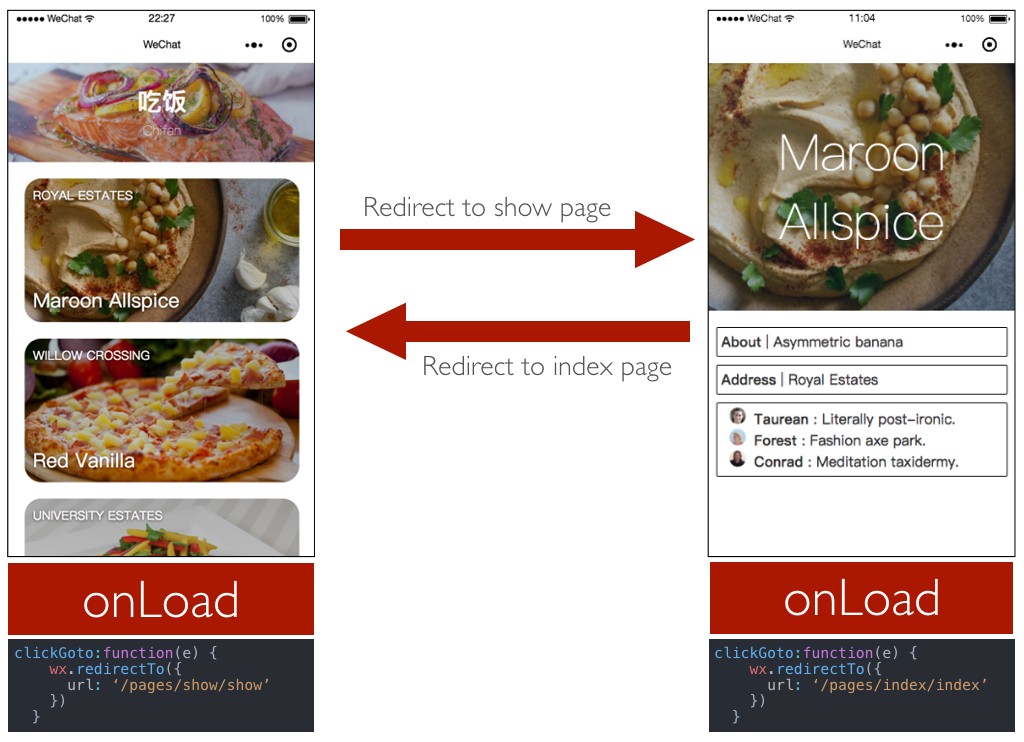 WeChat
22:27
100%
WeChat
吃饭
Chifan
ROYAL ESTATES
Maroon Allspice
WILLOW CROSSING
Red Vanilla
UNIVERSITY ESTATES
onLoad
clickGoto:function(e) {
wx.redirectTo({
url: ‘/pages/show/show’
})
}
Redirect to show page
Redirect to index page
WeChat
11:04
100%
WeChat
Maroon
Allspice
About | Asymmetric banana
Address | Royal Estates
Taurean : Literally post-ironic.
Forest : Fashion axe park.
Conrad : Meditation taxidermy.
onLoad
clickGoto:function(e) {
wx.redirectTo({
url: ‘/pages/index/index’
})
}